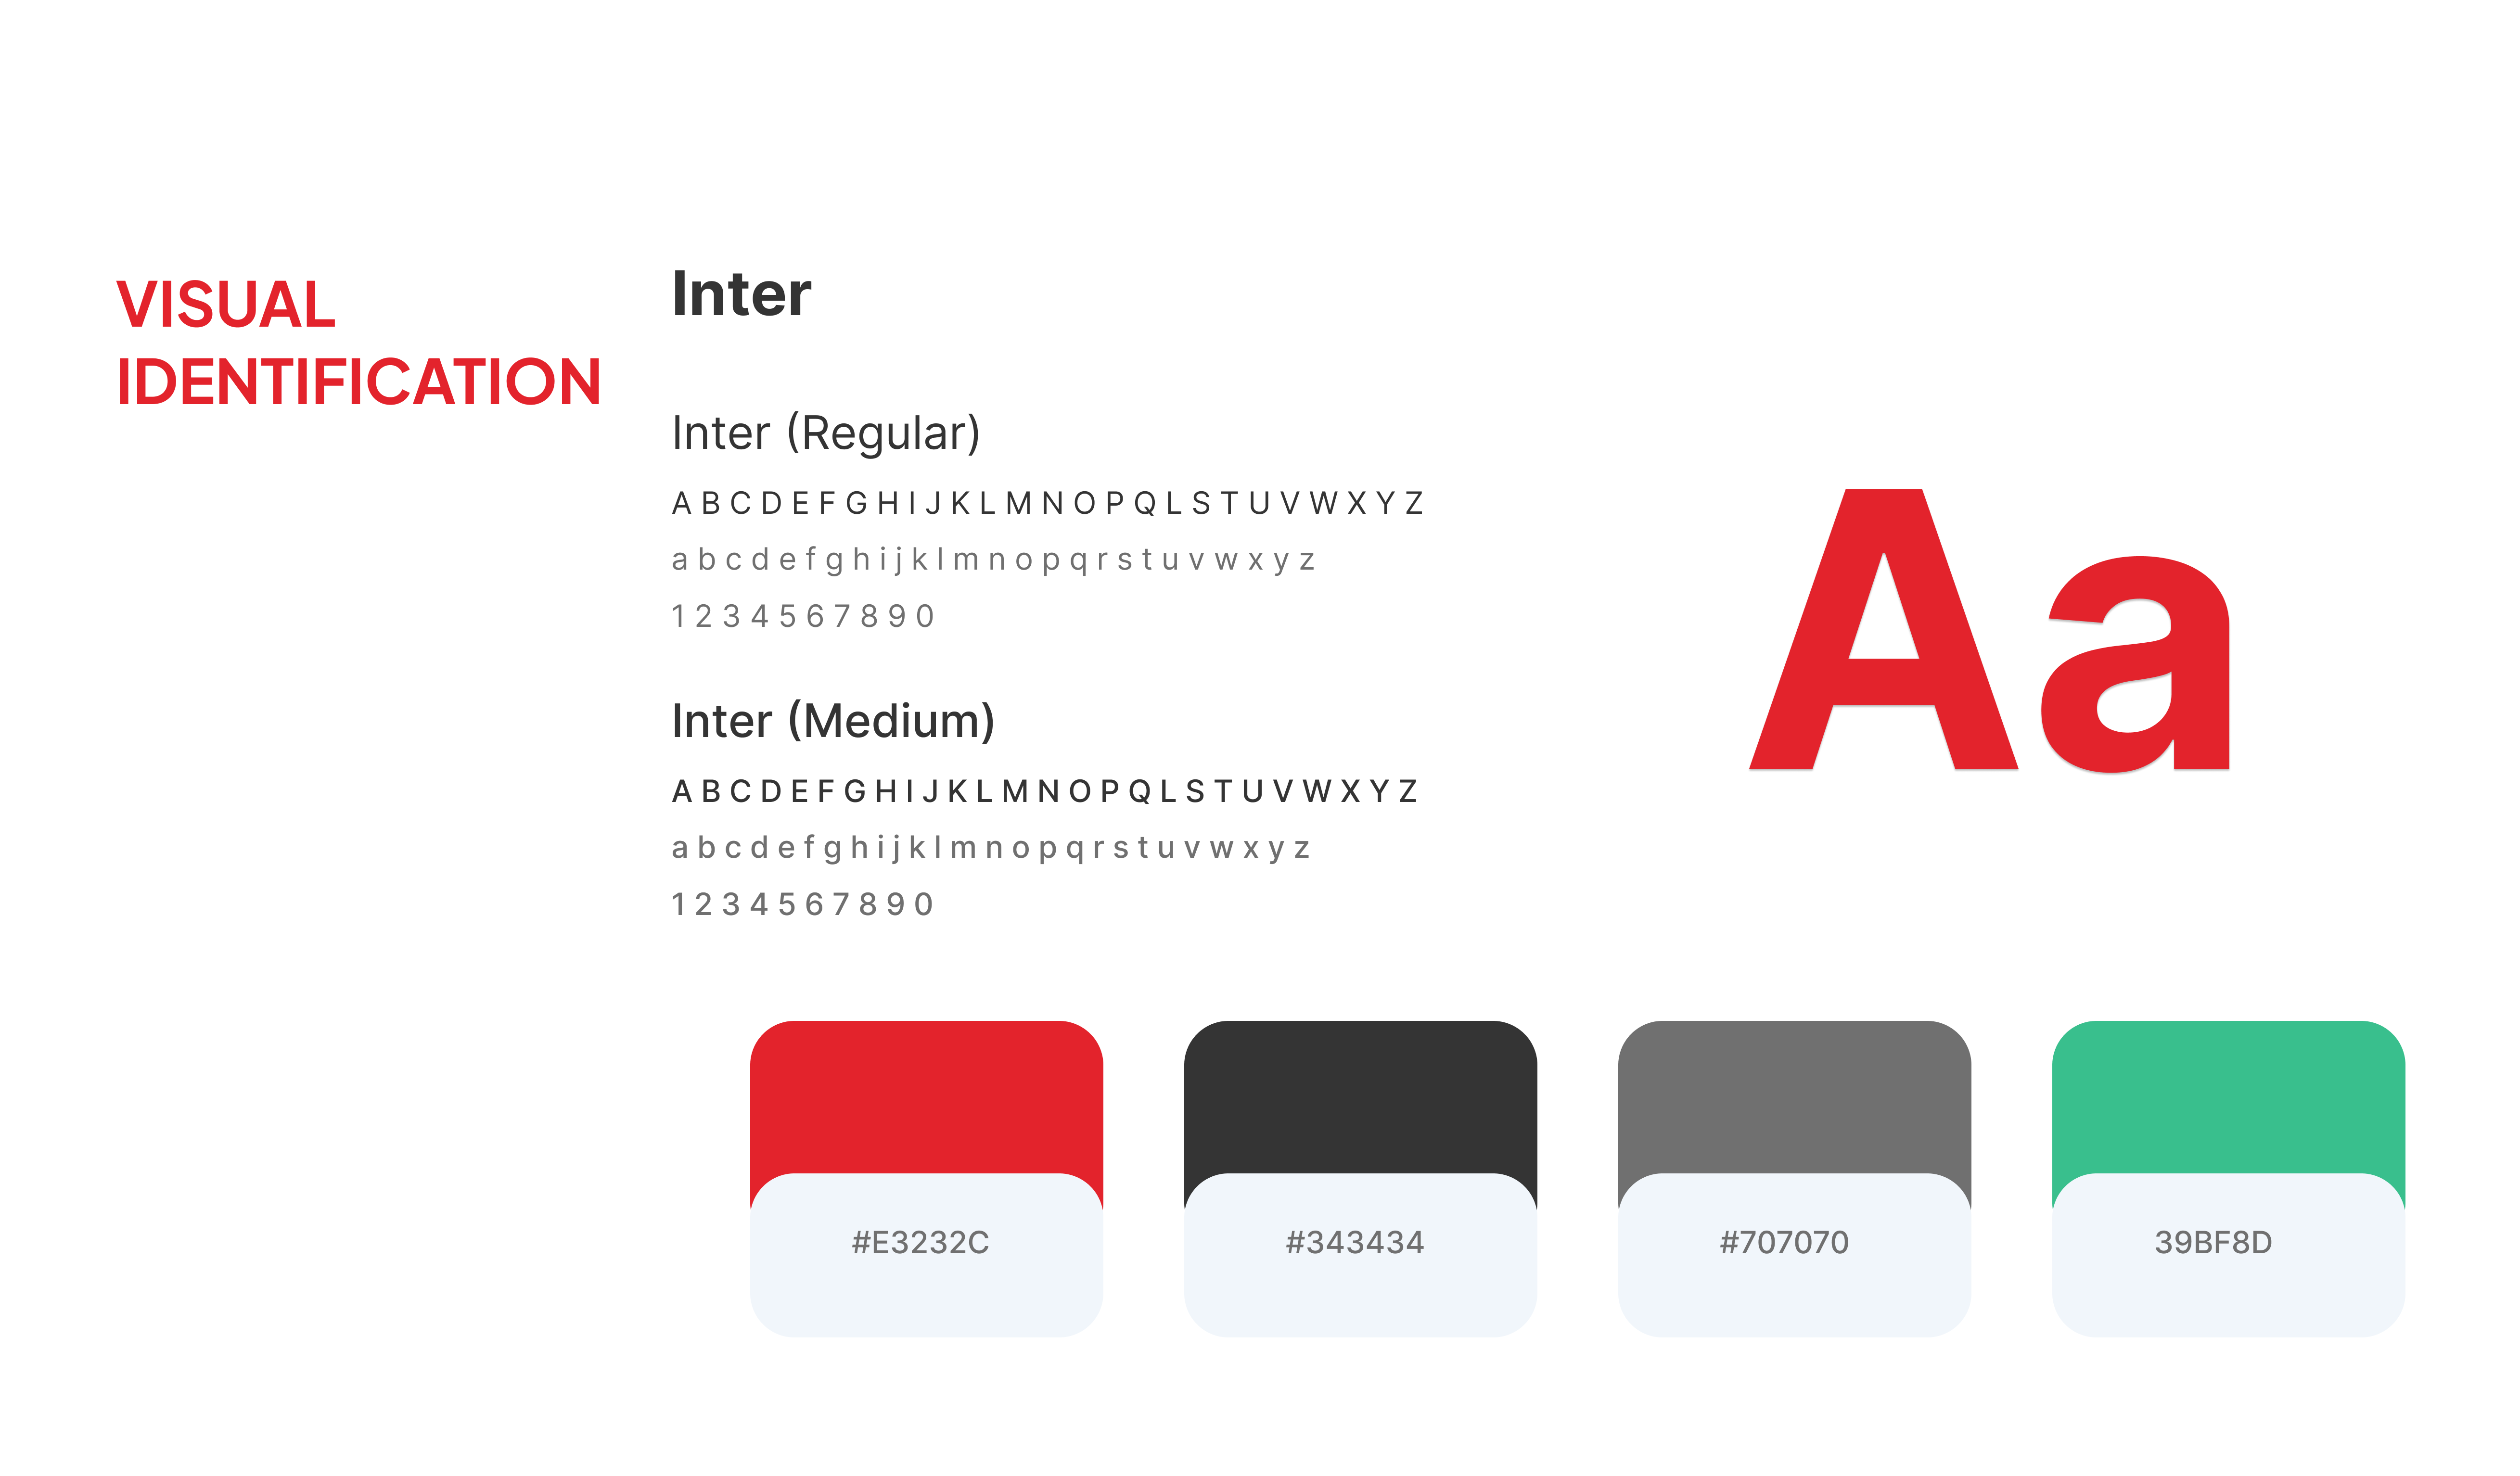 VISUAL
IDENTIFICATION
Inter
Inter (Regular)
A B C D E F G H I J K L M N O P Q L S T U V W X Y Z
a b c d e f g h i j k l m n o p q r s t u v w x y z
1 2 3 4 5 6 7 8 9 0
Inter (Medium)
A B C D E F G H I J K L M N O P Q L S T U V W X Y Z
a b c d e f g h i j k l m n o p q r s t u v w x y z
1 2 3 4 5 6 7 8 9 0
Aa
#E3232C
#343434
#707070
39BF8D